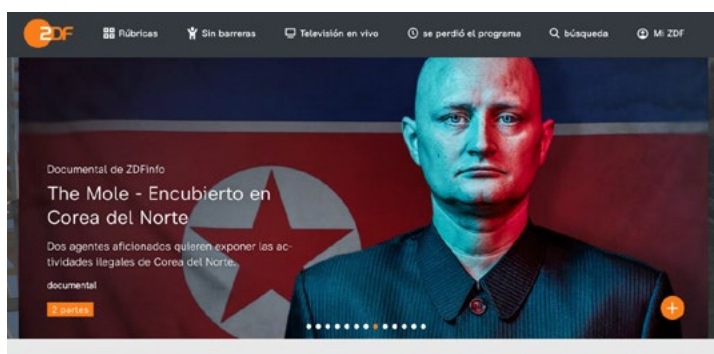 ZDF Rúbricas Sin barreras Televisión en vivo se perdió el programa búsqueda Mi ZDF
Documental de ZDFinfo
The Mole - Encubierto en
Corea del Norte
Dos agentes aficionados quieren exponer las ac-
tividades ilegales de Corea del Norte.
documental
2 partes